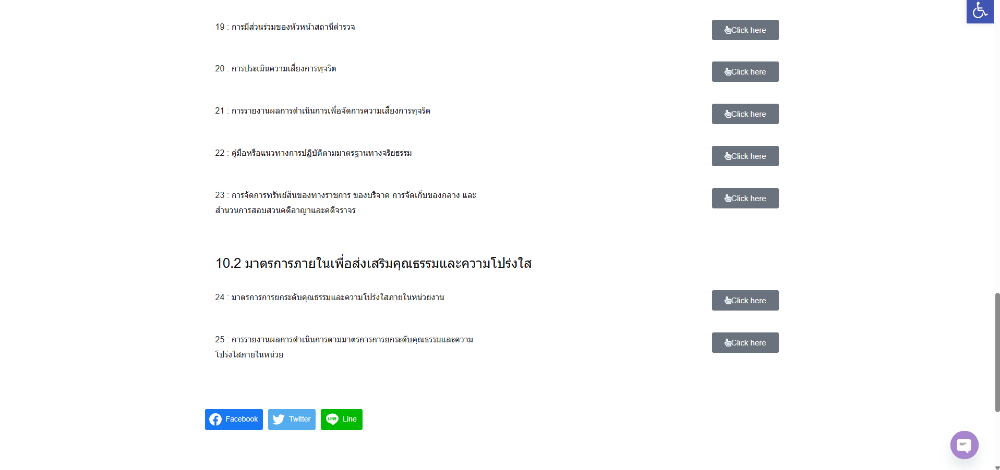 19 : การมีส่วนร่วมของหัวหน้าสถานีตำรวจ
Click here
20 : การประเมินความเสี่ยงการทุจริต
Click here
21 : การรายงานผลการดำเนินการเพื่อจัดการความเสี่ยงการทุจริต
Click here
22 : คู่มือหรือแนวทางการปฏิบัติตามมาตรฐานทางจริยธรรม
Click here
23 : การจัดการทรัพย์สินของทางราชการ ของบริจาค การจัดเก็บของกลาง และ
สำนวนการสอบสวนคดีอาญาและคดีจราจร
Click here
10.2 มาตรการภายในเพื่อส่งเสริมคุณธรรมและความโปร่งใส
24 : มาตรการการยกระดับคุณธรรมและความโปร่งใสภายในหน่วยงาน
Click here
25 : การรายงานผลการดำเนินการตามมาตรการการยกระดับคุณธรรมและความ
โปร่งใสภายในหน่วย
Click here
Facebook
Twitter
LINE
Line